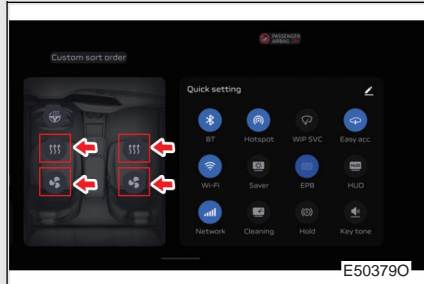 PASSENGER
AIRBAG ON
Custom sort order
Quick setting
BT
Hotspot
WIP SVC
Easy acc.
HUD
Wi-Fi
Saver
EPB
HUD
Network
Cleaning
Hold
Key tone
E50379O